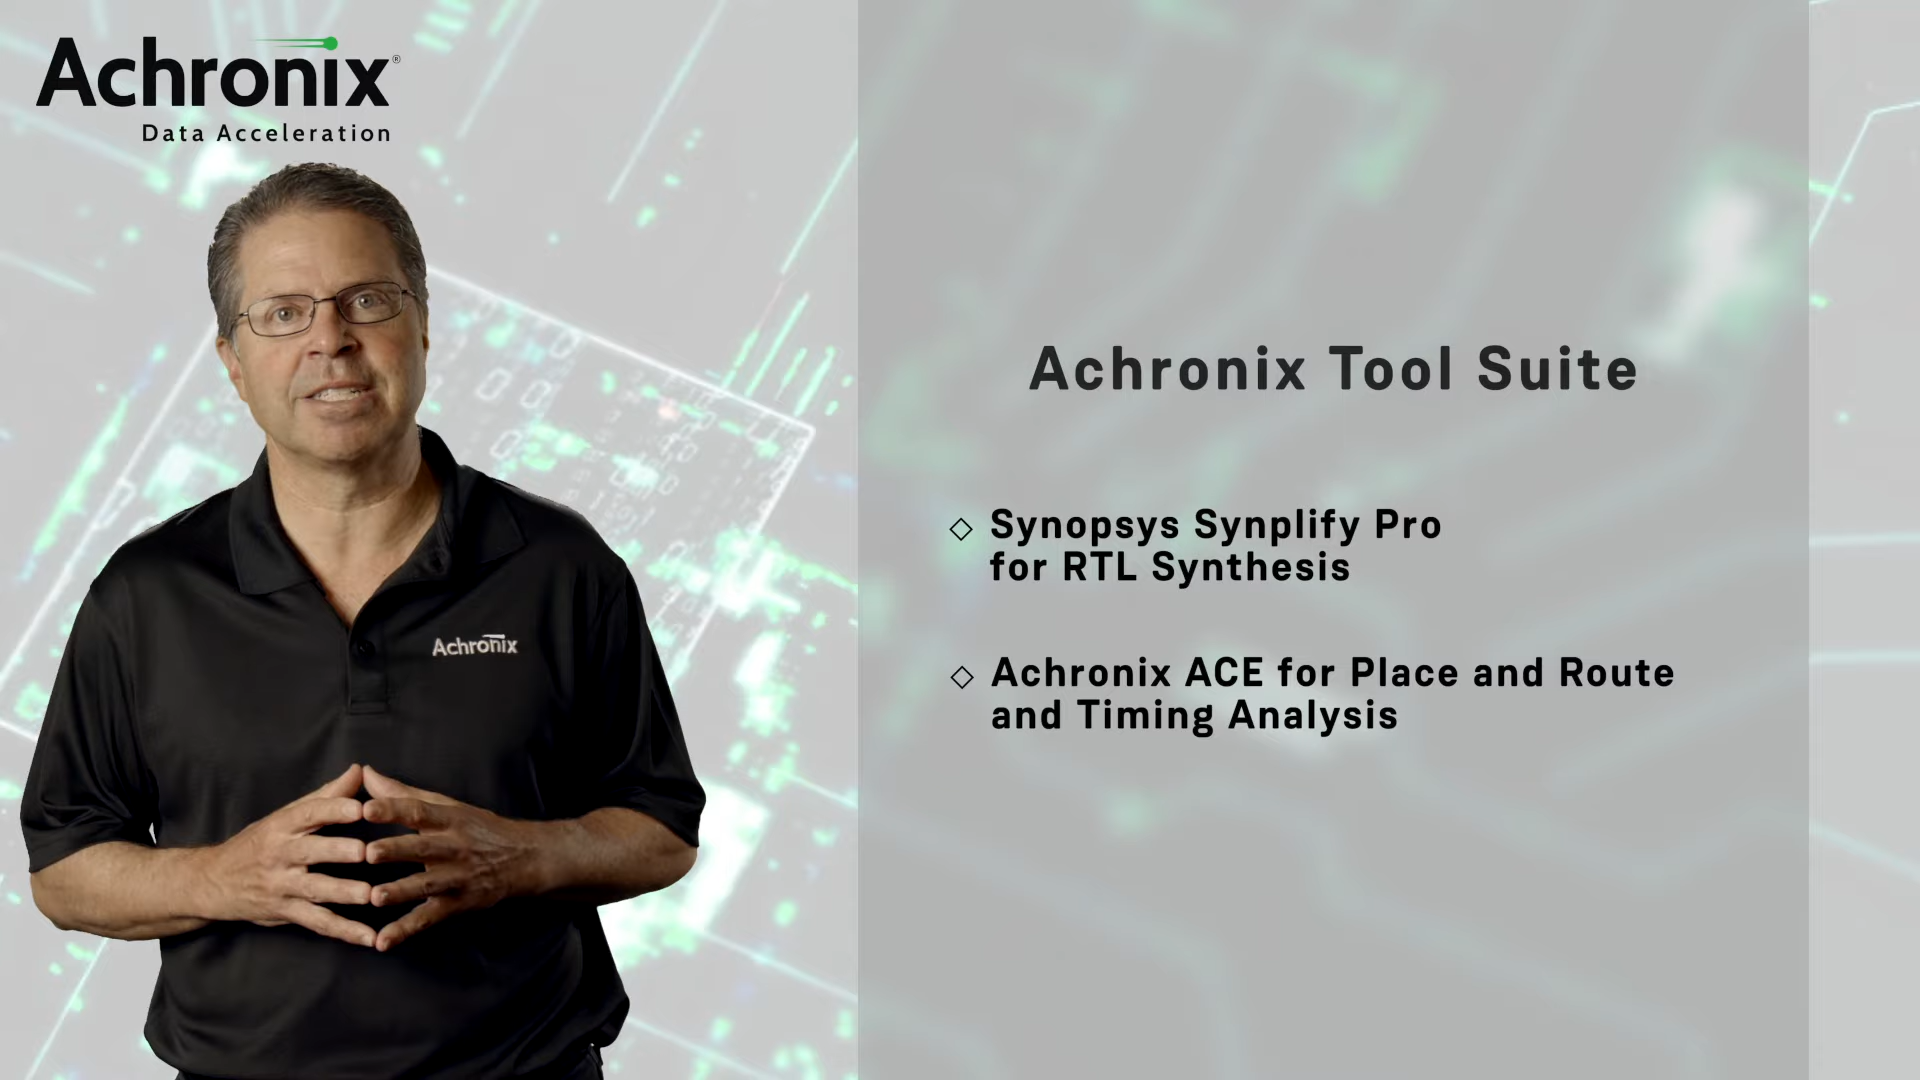 Achronix®
Data Acceleration
Achronix Tool Suite
Synopsys Synplify Pro
for RTL Synthesis
Achronix
Achronix ACE for Place and Route
and Timing Analysis